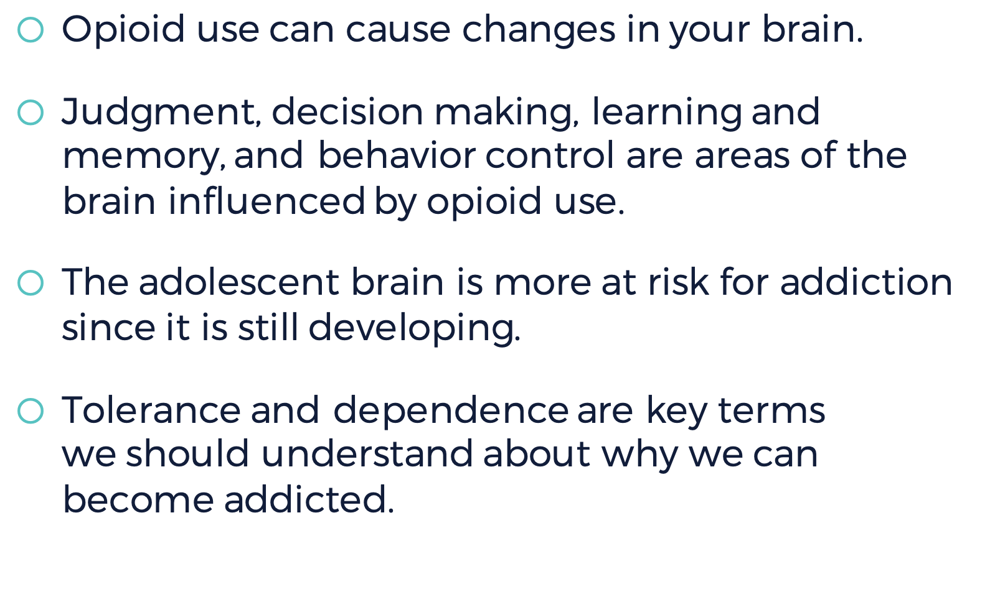 Opioid use can cause changes in your brain.
Judgment, decision making, learning and
memory, and behavior control are areas of the
brain influenced by opioid use.
The adolescent brain is more at risk for addiction
since it is still developing.
Tolerance and dependence are key terms
we should understand about why we can
become addicted.